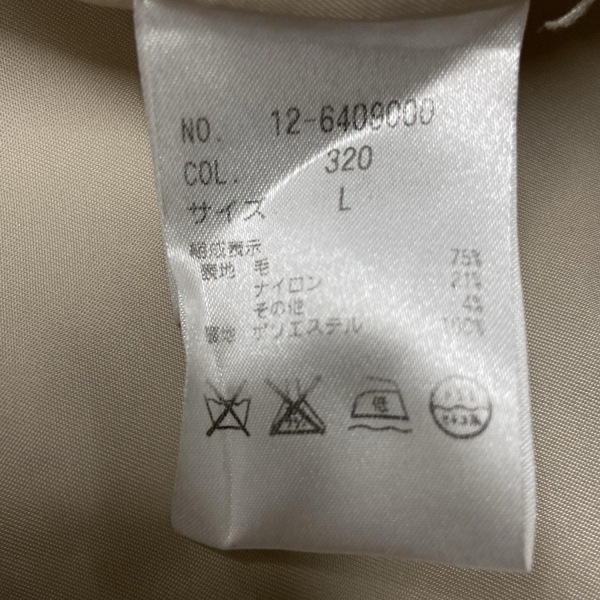 NO. 12-6409000
COL. 320
サイズ L
組成表示
表地 毛 75%
ナイロン 21%
その他 4%
裏地 ポリエステル 100%
低